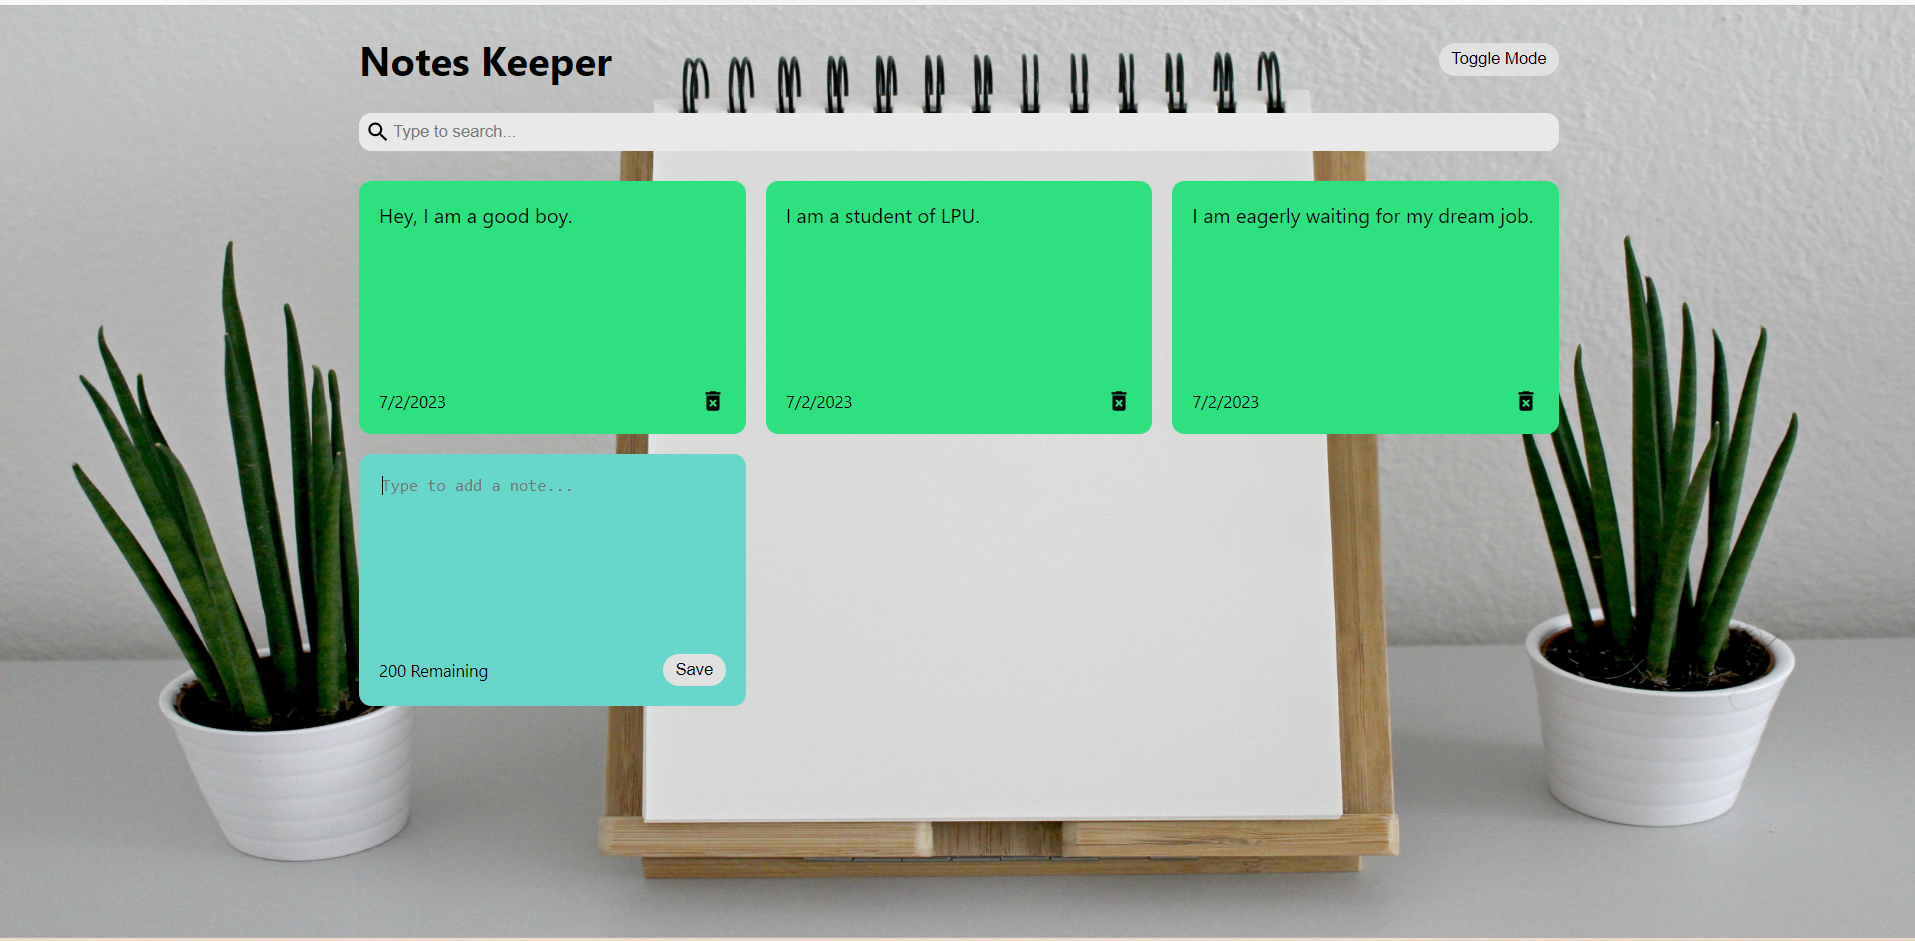 Notes Keeper
Toggle Mode
Type to search...
Hey, I am a good boy.
I am a student of LPU.
I am eagerly waiting for my dream job.
7/2/2023
7/2/2023
7/2/2023
Type to add a note...
200 Remaining
Save